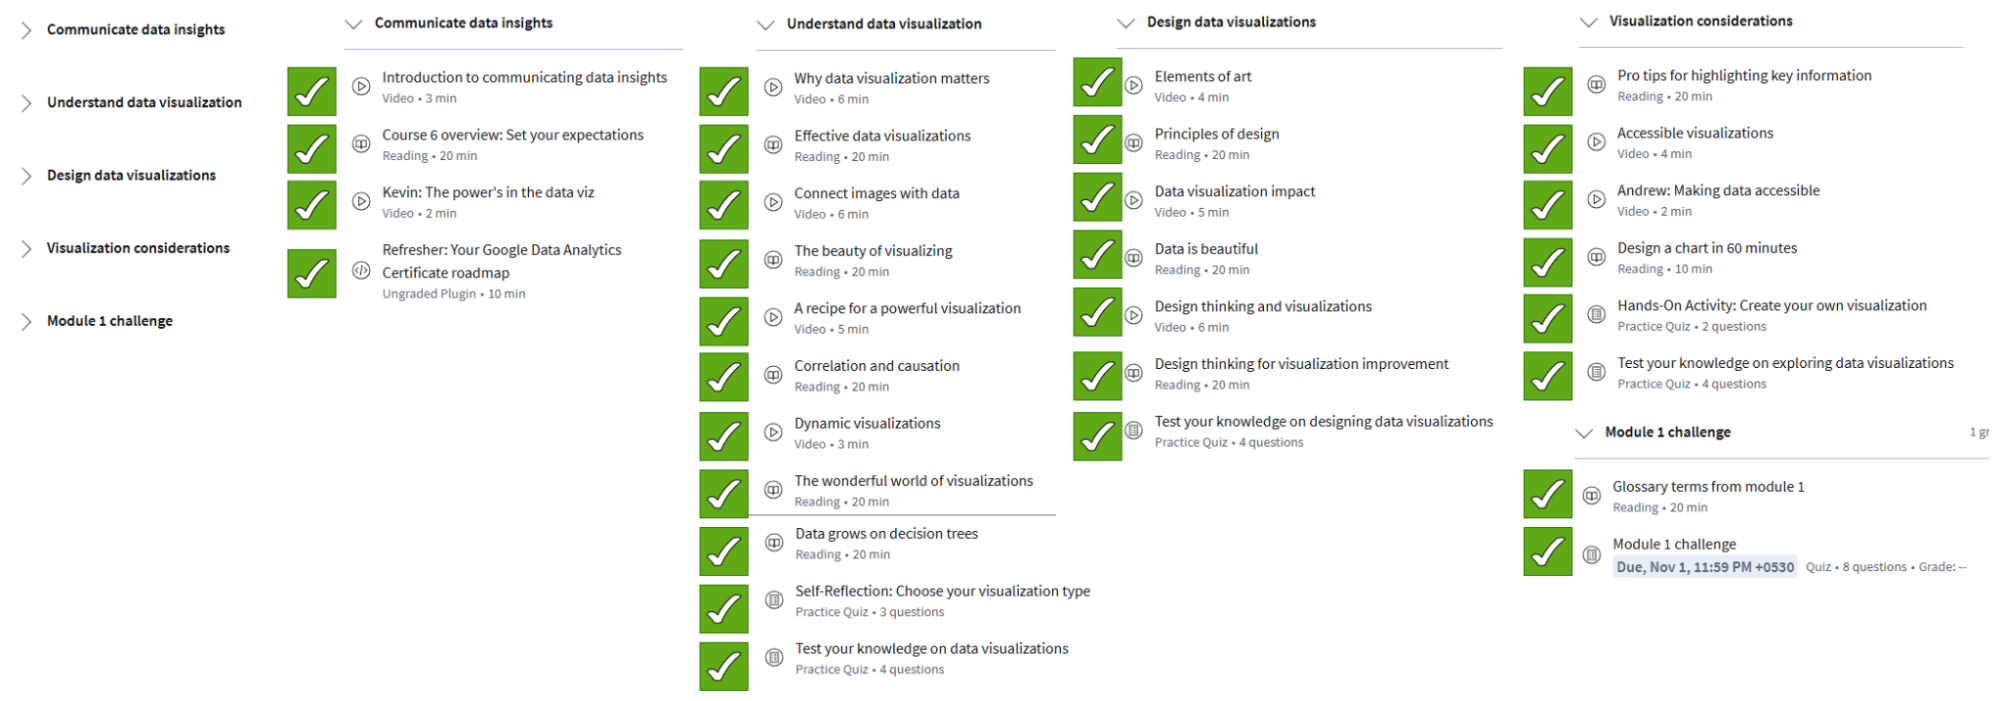 Communicate data insights
Understand data visualization
Design data visualizations
Visualization considerations
Module 1 challenge
Communicate data insights
Introduction to communicating data insights
Video • 3 min
Course 6 overview: Set your expectations
Reading • 20 min
Kevin: The power's in the data viz
Video • 2 min
Refresher: Your Google Data Analytics
Certificate roadmap
Ungraded Plugin • 10 min
Understand data visualization
Why data visualization matters
Video • 6 min
Effective data visualizations
Reading • 20 min
Connect images with data
Video • 6 min
The beauty of visualizing
Reading • 20 min
A recipe for a powerful visualization
Video • 5 min
Correlation and causation
Reading • 20 min
Dynamic visualizations
Video • 3 min
The wonderful world of visualizations
Reading • 20 min
Data grows on decision trees
Reading • 20 min
Self-Reflection: Choose your visualization type
Practice Quiz • 3 questions
Test your knowledge on data visualizations
Practice Quiz • 4 questions
Design data visualizations
Elements of art
Video • 4 min
Principles of design
Reading • 20 min
Data visualization impact
Video • 5 min
Data is beautiful
Reading • 20 min
Design thinking and visualizations
Video • 6 min
Design thinking for visualization improvement
Reading • 20 min
Test your knowledge on designing data visualizations
Practice Quiz • 4 questions
Visualization considerations
Pro tips for highlighting key information
Reading • 20 min
Accessible visualizations
Video • 4 min
Andrew: Making data accessible
Video • 2 min
Design a chart in 60 minutes
Reading • 10 min
Hands-On Activity: Create your own visualization
Practice Quiz • 2 questions
Test your knowledge on exploring data visualizations
Practice Quiz • 4 questions
Module 1 challenge 1 gr
Glossary terms from module 1
Reading • 20 min
Module 1 challenge
Due, Nov 1, 11:59 PM +0530 Quiz • 8 questions • Grade: --